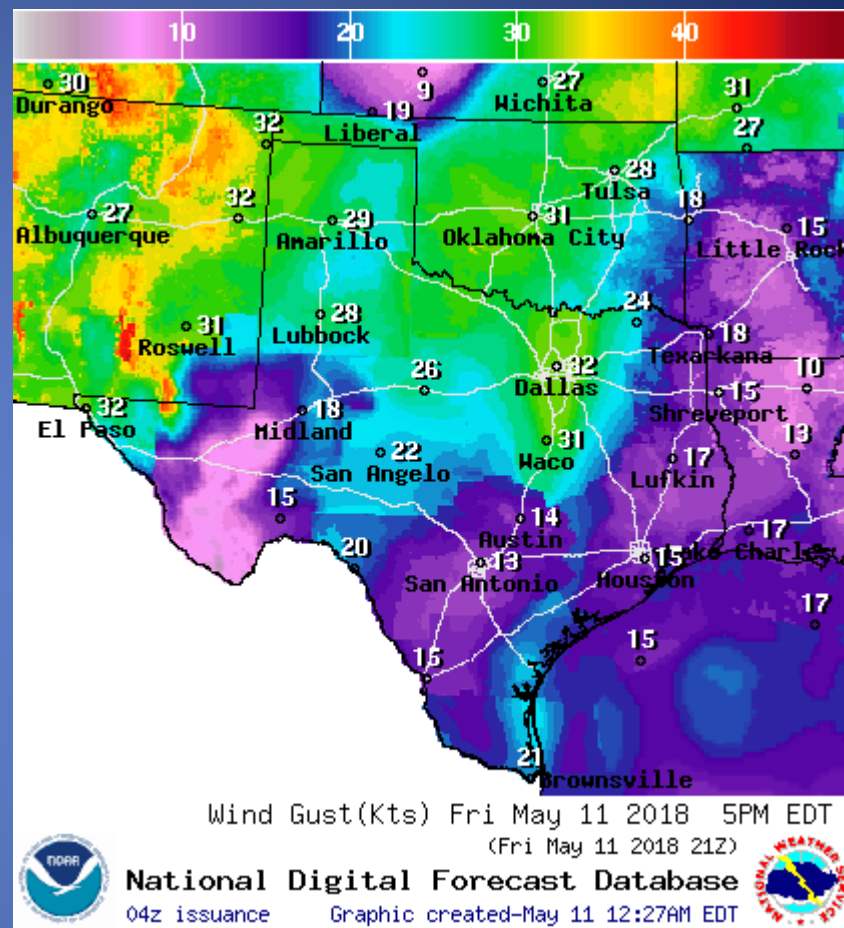 10 20 30 40
30 9 27 31
Durango Wichita
32 19 27
Liberal
28
Tulsa
27 32 29 31 18 15
Albuquerque Amarillo Oklahoma City Little Rock
31 28 24
Roswell Lubbock 18
Texarkana
32 26 32 15 10
El Paso 18 Dallas Shreveport
Midland
22 31 17 13
San Angelo Waco Lufkin
15 14 17
Austin
20 13 15 Lake Charles
San Antonio Houston
17
15 15
21
Brownsville
Wind Gust(Kts) Fri May 11 2018 5PM EDT
(Fri May 11 2018 21Z)
NOAA
National Digital Forecast Database
04z issuance Graphic created-May 11 12:27AM EDT
NATIONAL WEATHER SERVICE